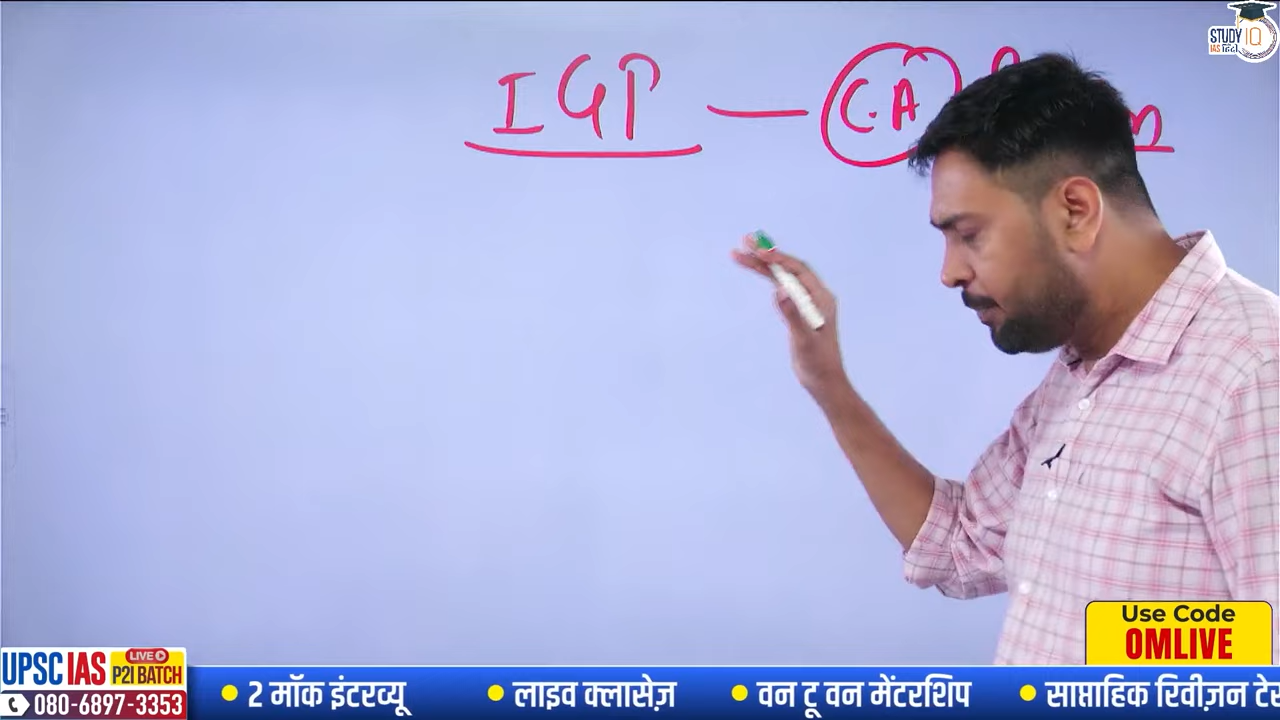 IGP — C.A
STUDY IQ
IAS हिंदी
Use Code
OMLIVE
UPSC IAS LIVE P2I BATCH
080-6897-3353
• 2 मॉक इंटरव्यू • लाइव क्लासेज़ • वन टू वन मेंटरशिप • साप्ताहिक रिवीज़न